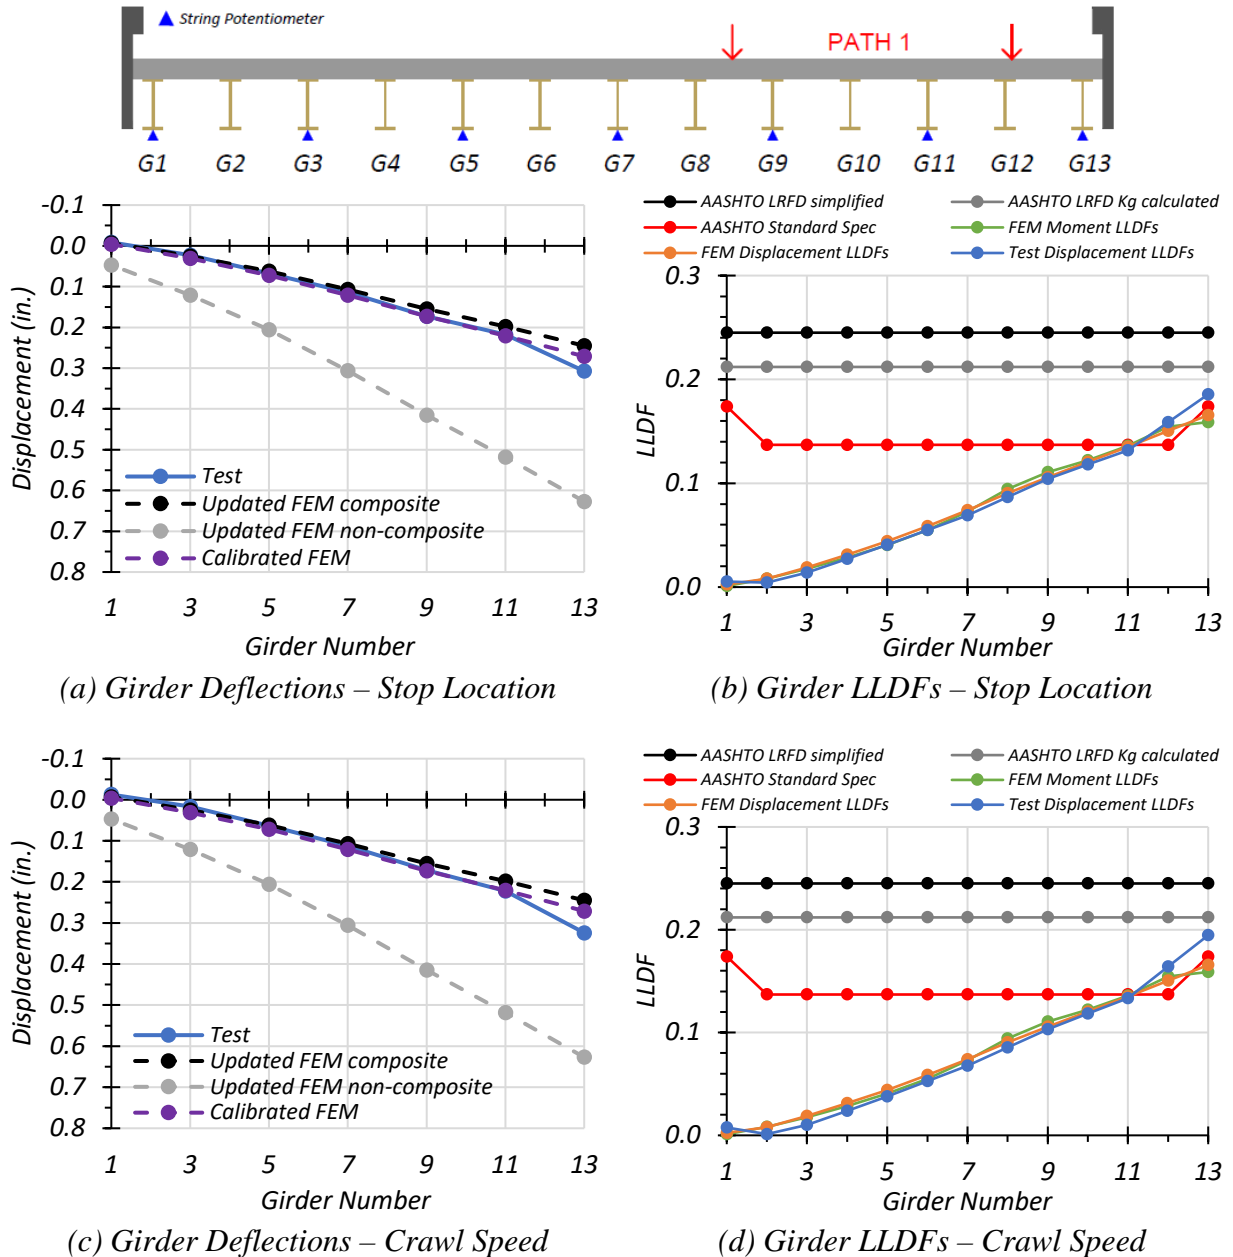 String Potentiometer
PATH 1
G1 G2 G3 G4 G5 G6 G7 G8 G9 G10 G11 G12 G13
-0.1
0.0
0.1
0.2
0.3
0.4
0.5
0.6
0.7
0.8
Displacement (in.)
Test
Updated FEM composite
Updated FEM non-composite
Calibrated FEM
1 3 5 7 9 11 13
Girder Number
(a) Girder Deflections – Stop Location
AASHTO LRFD simplified AASHTO LRFD Kg calculated
AASHTO Standard Spec FEM Moment LLDFs
FEM Displacement LLDFs Test Displacement LLDFs
0.3
0.2
0.1
0.0
LLDF
1 3 5 7 9 11 13
Girder Number
(b) Girder LLDFs – Stop Location
-0.1
0.0
0.1
0.2
0.3
0.4
0.5
0.6
0.7
0.8
Displacement (in.)
Test
Updated FEM composite
Updated FEM non-composite
Calibrated FEM
1 3 5 7 9 11 13
Girder Number
(c) Girder Deflections – Crawl Speed
AASHTO LRFD simplified AASHTO LRFD Kg calculated
AASHTO Standard Spec FEM Moment LLDFs
FEM Displacement LLDFs Test Displacement LLDFs
0.3
0.2
0.1
0.0
LLDF
1 3 5 7 9 11 13
Girder Number
(d) Girder LLDFs – Crawl Speed